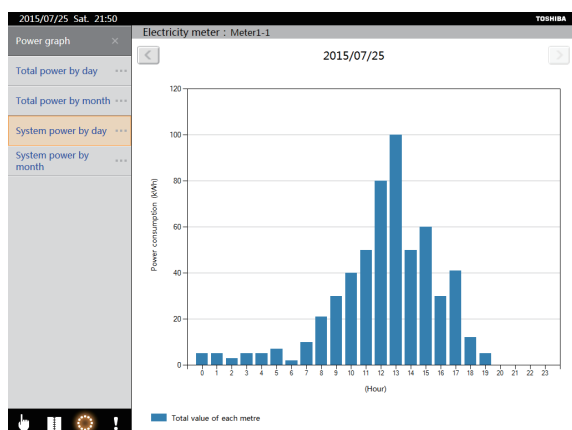 2015/07/25 Sat. 21:50
TOSHIBA
Power graph ×
Electricity meter : Meter1-1
Total power by day
Total power by month
System power by day
System power by
month
2015/07/25
Power consumption (kWh)
120
100
80
60
40
20
0
0 1 2 3 4 5 6 7 8 9 10 11 12 13 14 15 16 17 18 19 20 21 22 23
(Hour)
Total value of each metre